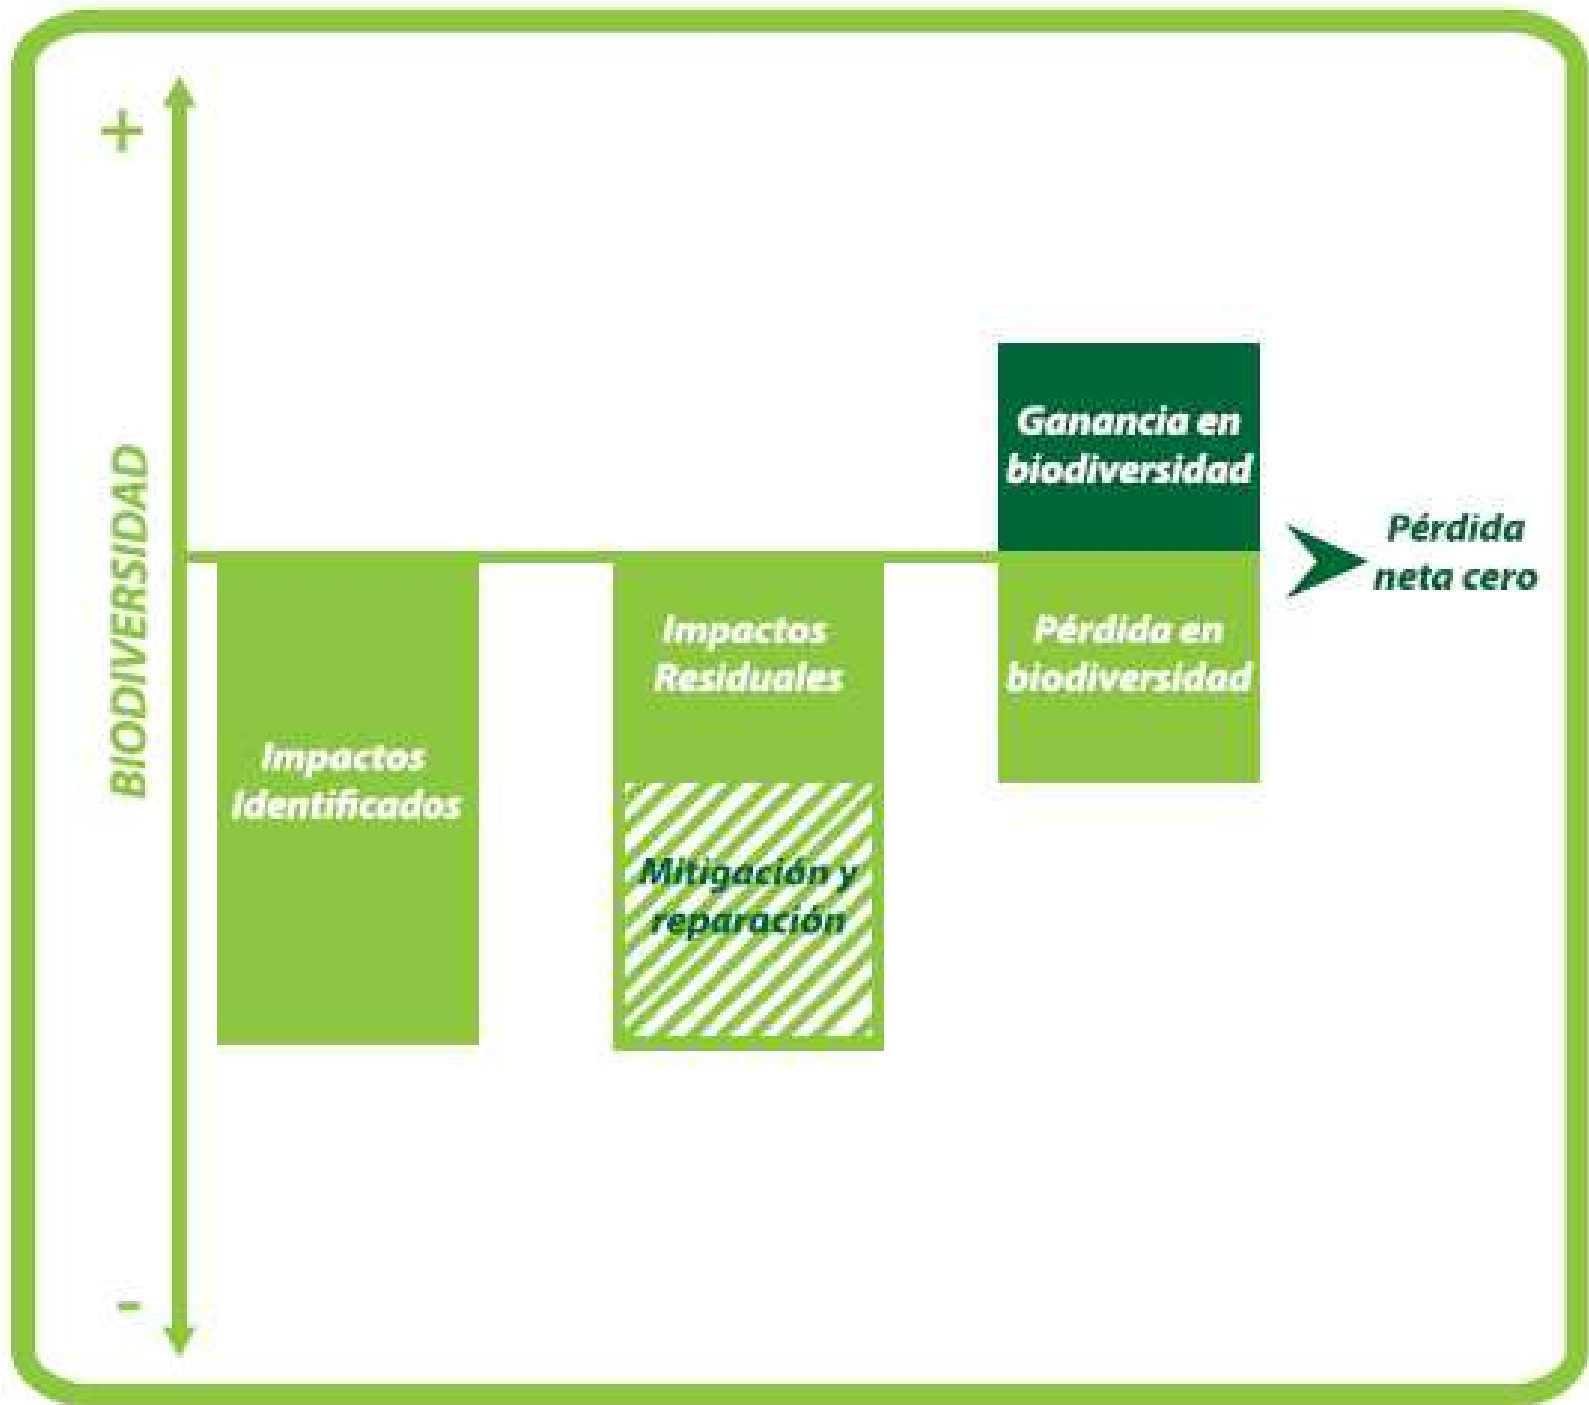 +
BIODIVERSIDAD
-
Impactos
Identificados
Impactos
Residuales
Mitigación y
reparación
Ganancia en
biodiversidad
Pérdida en
biodiversidad
Pérdida
neta cero